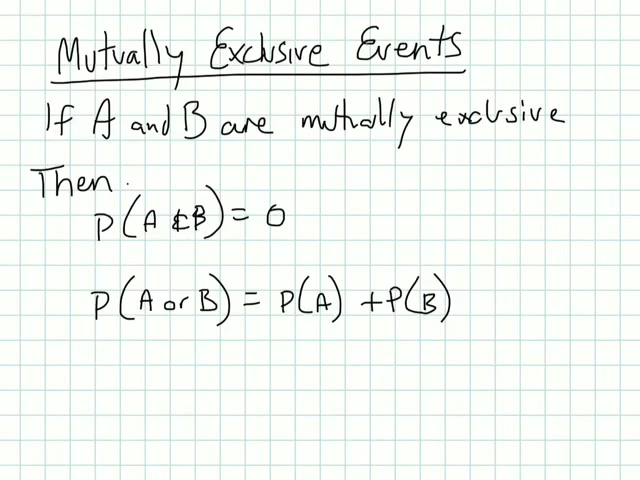 Mutually Exclusive Events
If A and B are mutually exclusive
Then
P(A & B) = 0
P(A or B) = P(A) + P(B)